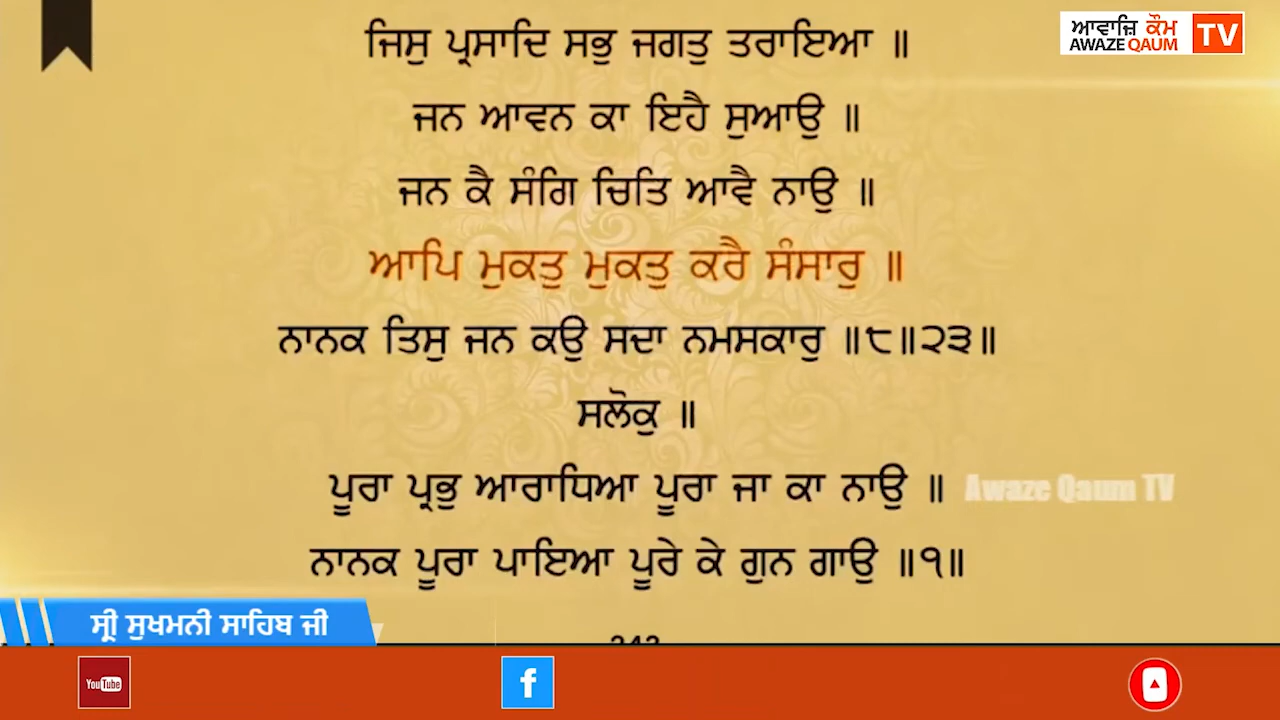 ਜਿਸੁ ਪ੍ਰਸਾਦਿ ਸਭੁ ਜਗਤੁ ਤਰਾਇਆ ॥
ਆਵਾਜ਼ਿ ਕੌਮ
AWAZE QAUM
TV
ਜਨ ਆਵਨ ਕਾ ਇਹੈ ਸੁਆਉ ॥
ਜਨ ਕੈ ਸੰਗਿ ਚਿਤਿ ਆਵੈ ਨਾਉ ॥
ਆਪਿ ਮੁਕਤੁ ਮੁਕਤੁ ਕਰੈ ਸੰਸਾਰੁ ॥
ਨਾਨਕ ਤਿਸੁ ਜਨ ਕਉ ਸਦਾ ਨਮਸਕਾਰੁ ॥੮॥੨੩॥
ਸਲੋਕੁ ॥
ਪੂਰਾ ਪ੍ਰਭੁ ਆਰਾਧਿਆ ਪੂਰਾ ਜਾ ਕਾ ਨਾਉ ॥
Awaze Qaum TV
ਨਾਨਕ ਪੂਰਾ ਪਾਇਆ ਪੂਰੇ ਕੇ ਗੁਨ ਗਾਉ ॥੧॥
ਸ੍ਰੀ ਸੁਖਮਨੀ ਸਾਹਿਬ ਜੀ
YouTube